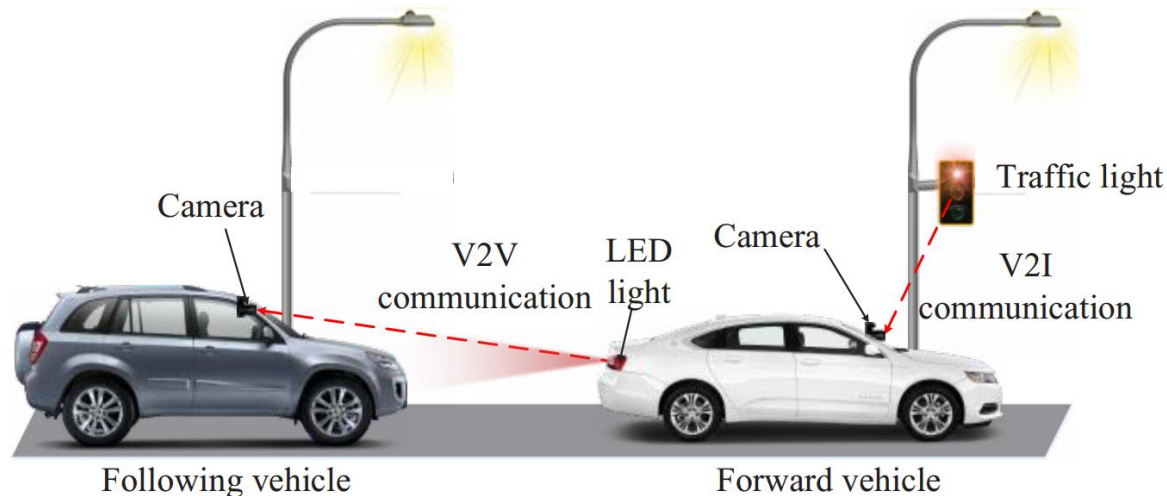 Traffic light
Camera
Camera
V2V
communication
LED
light
V2I
communication
Following vehicle
Forward vehicle